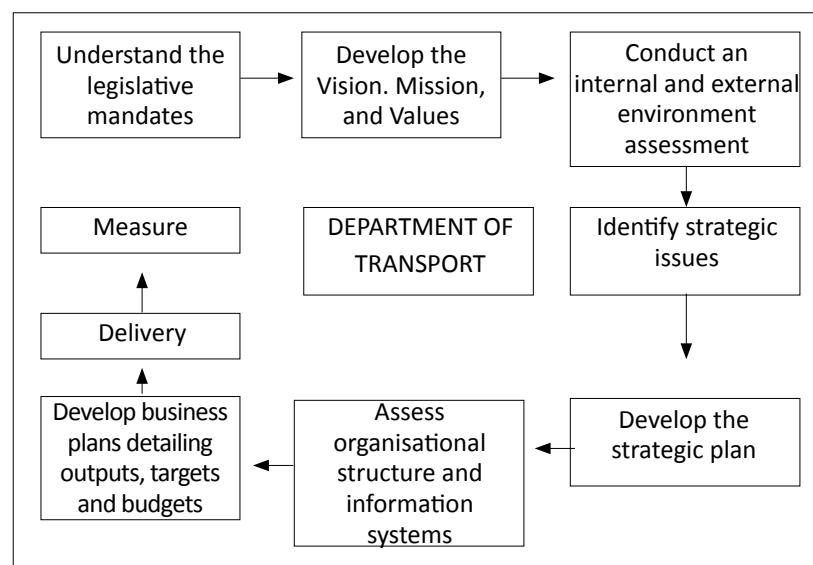 Understand the
legislative
mandates
Develop the
Vision. Mission,
and Values
Conduct an
internal and external
environment
assessment
Measure
DEPARTMENT OF
TRANSPORT
Identify strategic
issues
Delivery
Develop business
plans detailing
outputs, targets
and budgets
Assess
organisational
structure and
information
systems
Develop the
strategic plan